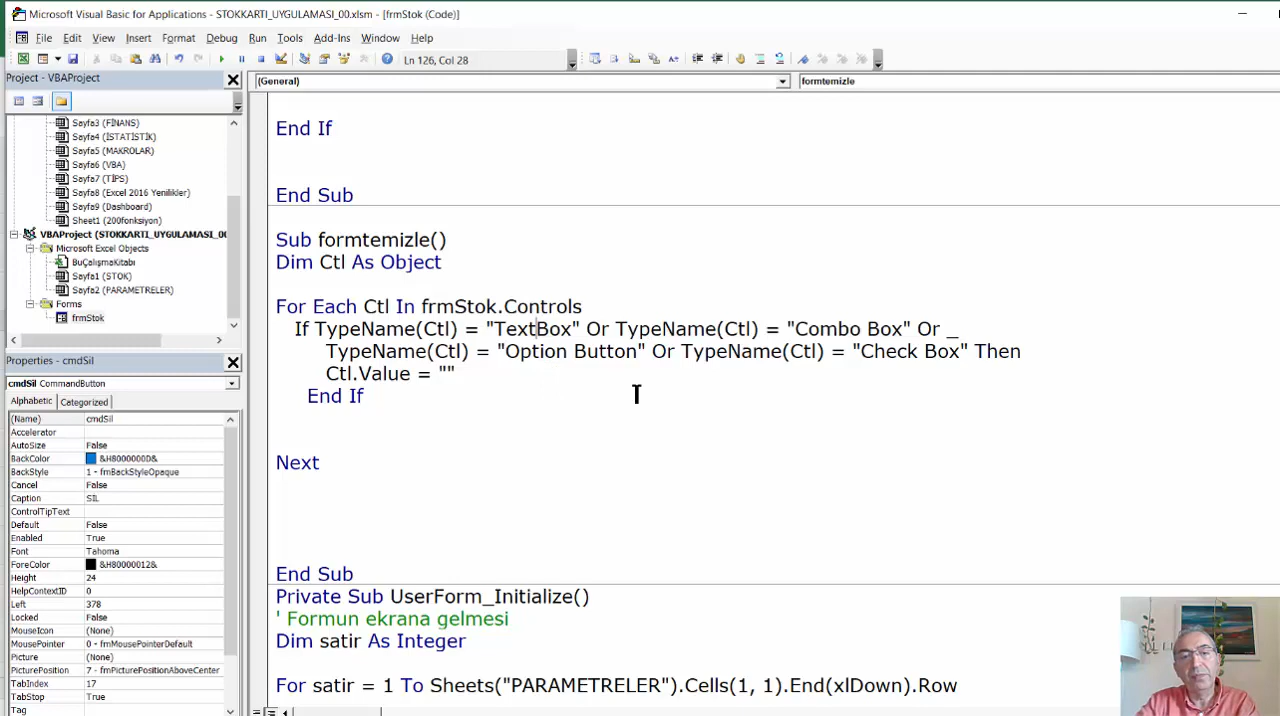 Microsoft Visual Basic for Applications - STOKKARTI_UYGULAMASI_00.xlsm - [frmStok (Code)]
File Edit View Insert Format Debug Run Tools Add-Ins Window Help
Ln 126, Col 28
Project - VBAProject
Sayfa3 (FİNANS)
Sayfa4 (İSTATİSTİK)
Sayfa5 (MAKROLAR)
Sayfa6 (VBA)
Sayfa7 (TİPS)
Sayfa8 (Excel 2016 Yenilikler)
Sayfa9 (Dashboard)
Sheet1 (200fonksiyon)
VBAProject (STOKKARTI_UYGULAMASI_00
Microsoft Excel Objects
BuÇalışmaKitabı
Sayfa1 (STOK)
Sayfa2 (PARAMETRELER)
Forms
frmStok
Properties - cmdSil
cmdSil CommandButton
Alphabetic Categorized
(Name) cmdSil
Accelerator
AutoSize False
BackColor &H8000000D&
BackStyle 1 - fmBackStyleOpaque
Cancel False
Caption SIL
ControlTipText
Default False
Enabled True
Font Tahoma
ForeColor &H80000012&
Height 24
HelpContextID 0
Left 378
Locked False
MouseIcon (None)
MousePointer 0 - fmMousePointerDefault
Picture (None)
PicturePosition 7 - fmPicturePositionAboveCenter
TabIndex 17
TabStop True
Tag
(General) formtemizle
End If
End Sub
Sub formtemizle()
Dim Ctl As Object
For Each Ctl In frmStok.Controls
If TypeName(Ctl) = "TextBox" Or TypeName(Ctl) = "Combo Box" Or _
TypeName(Ctl) = "Option Button" Or TypeName(Ctl) = "Check Box" Then
Ctl.Value = ""
End If
Next
End Sub
Private Sub UserForm_Initialize()
' Formun ekrana gelmesi
Dim satir As Integer
For satir = 1 To Sheets("PARAMETRELER").Cells(1, 1).End(xlDown).Row